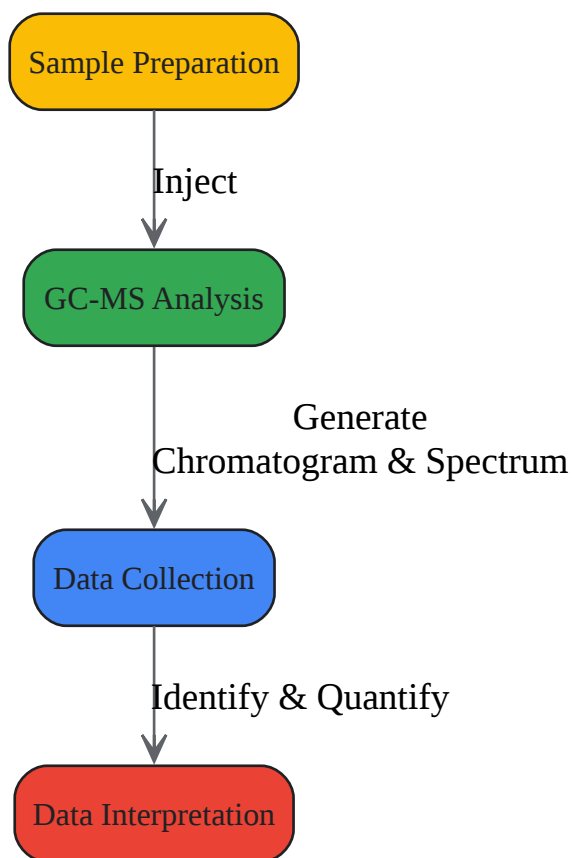 Sample Preparation
Inject
GC-MS Analysis
Generate
Chromatogram & Spectrum
Data Collection
Identify & Quantify
Data Interpretation